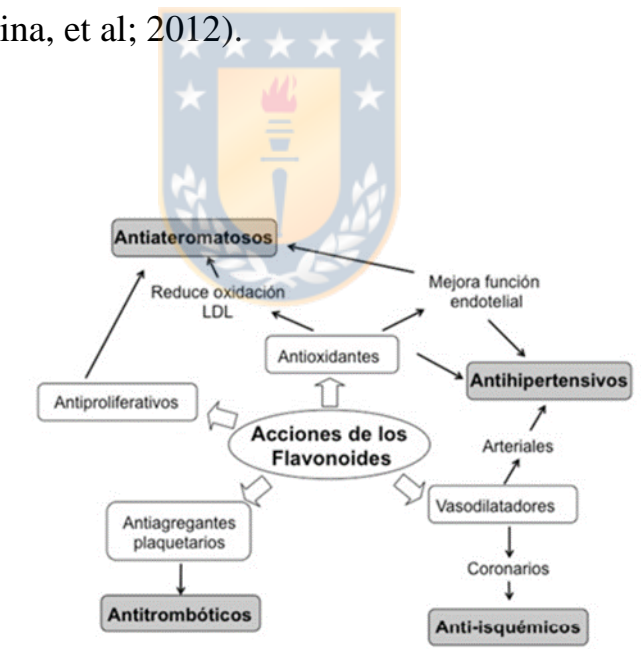 ina, et al; 2012).
Antiateromatosos
Mejora función
endotelial
Reduce oxidación
LDL
Antioxidantes
Antihipertensivos
Antiproliferativos
Acciones de los
Flavonoides
Arteriales
Vasodilatadores
Antiagregantes
plaquetarios
Coronarios
Antitrombóticos
Anti-isquémicos